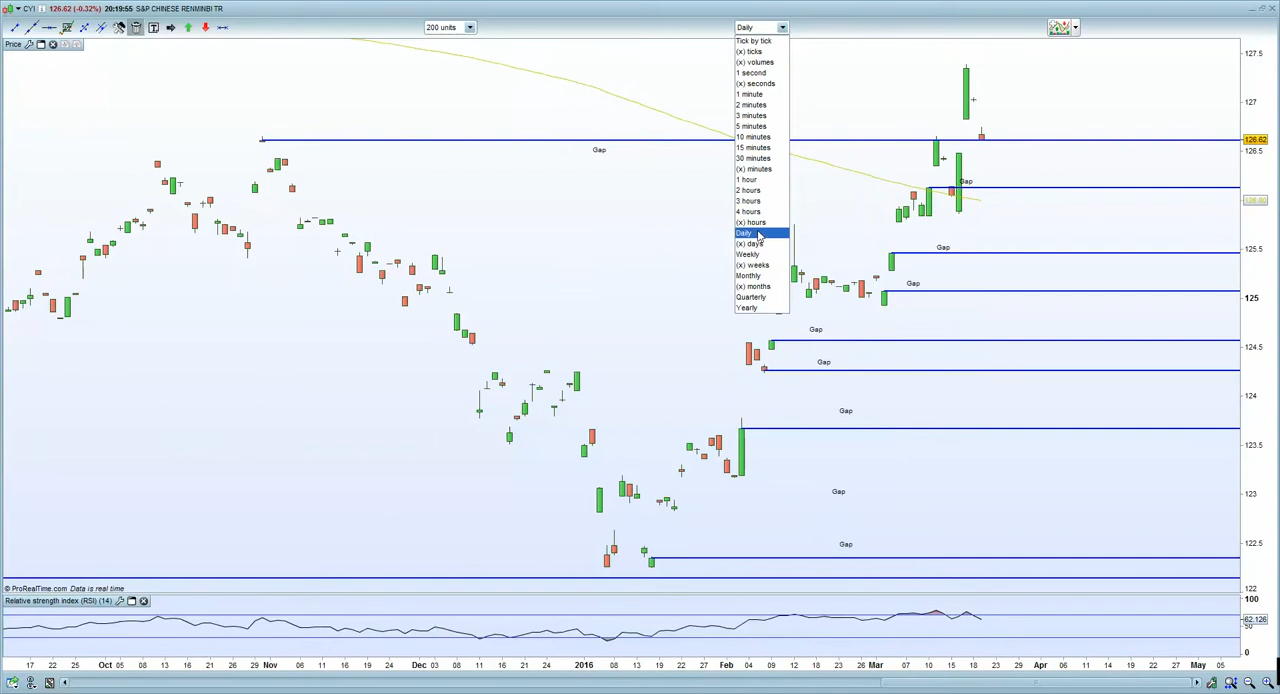 CYI 126.62 (-0.32%) 20:19:55 S&P CHINESE RENMINBI TR
200 units
Daily
Price
Tick by tick
(x) ticks
(x) volumes
1 second
(x) seconds
1 minute
2 minutes
3 minutes
5 minutes
10 minutes
15 minutes
30 minutes
(x) minutes
1 hour
2 hours
3 hours
4 hours
(x) hours
Daily
(x) days
Weekly
(x) weeks
Monthly
(x) months
Quarterly
Yearly
Gap
Gap
Gap
Gap
Gap
Gap
Gap
Gap
Gap
127.5
127
126.62
126.5
126.00
125.5
125
124.5
124
123.5
123
122.5
122
© ProRealTime.com Data is real time
Relative strength index (RSI) (14)
100
62.126
50
0
17 22 25 Oct 05 08 13 16 21 26 29 Nov 06 11 16 19 24 Dec 03 08 11 16 21 24 2016 08 13 18 22 27 Feb 04 09 12 18 23 26 Mar 07 10 15 18 23 29 Apr 06 11 14 19 22 27 May 05